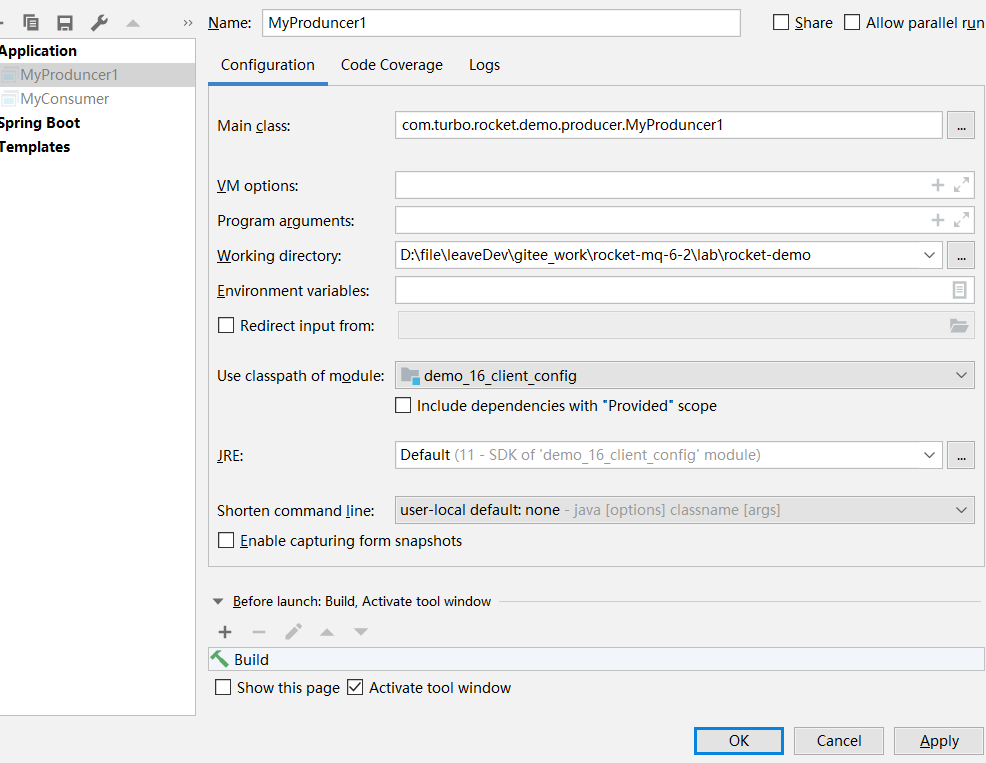 Name: MyProduncer1 Share Allow parallel run
Application
MyProduncer1
MyConsumer
Spring Boot
Templates
Configuration Code Coverage Logs
Main class: com.turbo.rocket.demo.producer.MyProduncer1 ...
VM options:
Program arguments:
Working directory: D:\file\leaveDev\gitee_work\rocket-mq-6-2\lab\rocket-demo ...
Environment variables:
Redirect input from:
Use classpath of module: demo_16_client_config
Include dependencies with "Provided" scope
JRE: Default (11 - SDK of 'demo_16_client_config' module) ...
Shorten command line: user-local default: none - java [options] classname [args]
Enable capturing form snapshots
Before launch: Build, Activate tool window
Build
Show this page Activate tool window
OK Cancel Apply